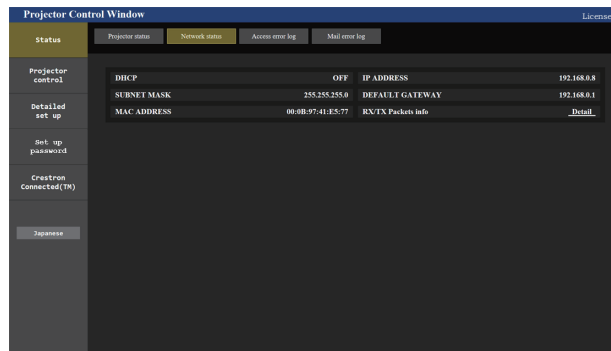 Projector Control Window
License
Status
Projector status
Network status
Access error log
Mail error log
Projector
control
Detailed
set up
Set up
password
Crestron
Connected(TM)
Japanese
DHCP OFF IP ADDRESS 192.168.0.8
SUBNET MASK 255.255.255.0 DEFAULT GATEWAY 192.168.0.1
MAC ADDRESS 00:0B:97:41:E5:77 RX/TX Packets info Detail